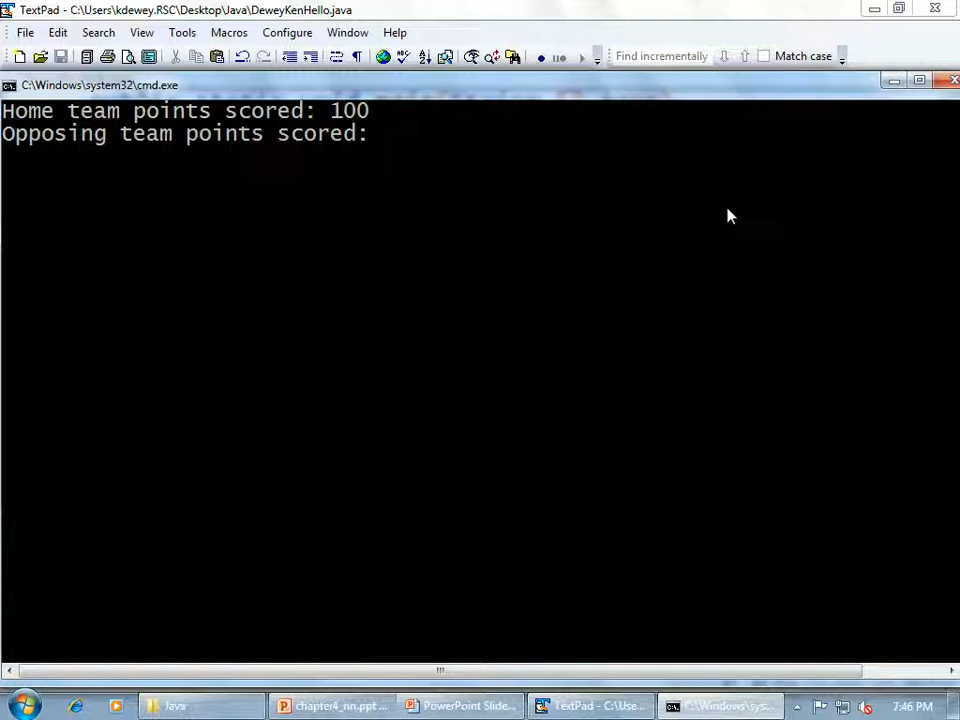 TextPad - C:\Users\kdewey.RSC\Desktop\Java\DeweyKenHello.java
File Edit Search View Tools Macros Configure Window Help
Find incrementally Match case
C:\Windows\system32\cmd.exe
Home team points scored: 100
Opposing team points scored:
Java chapter4_nn.ppt ... PowerPoint Slide... TextPad - C:\Use... C:\Windows\sys... 7:46 PM